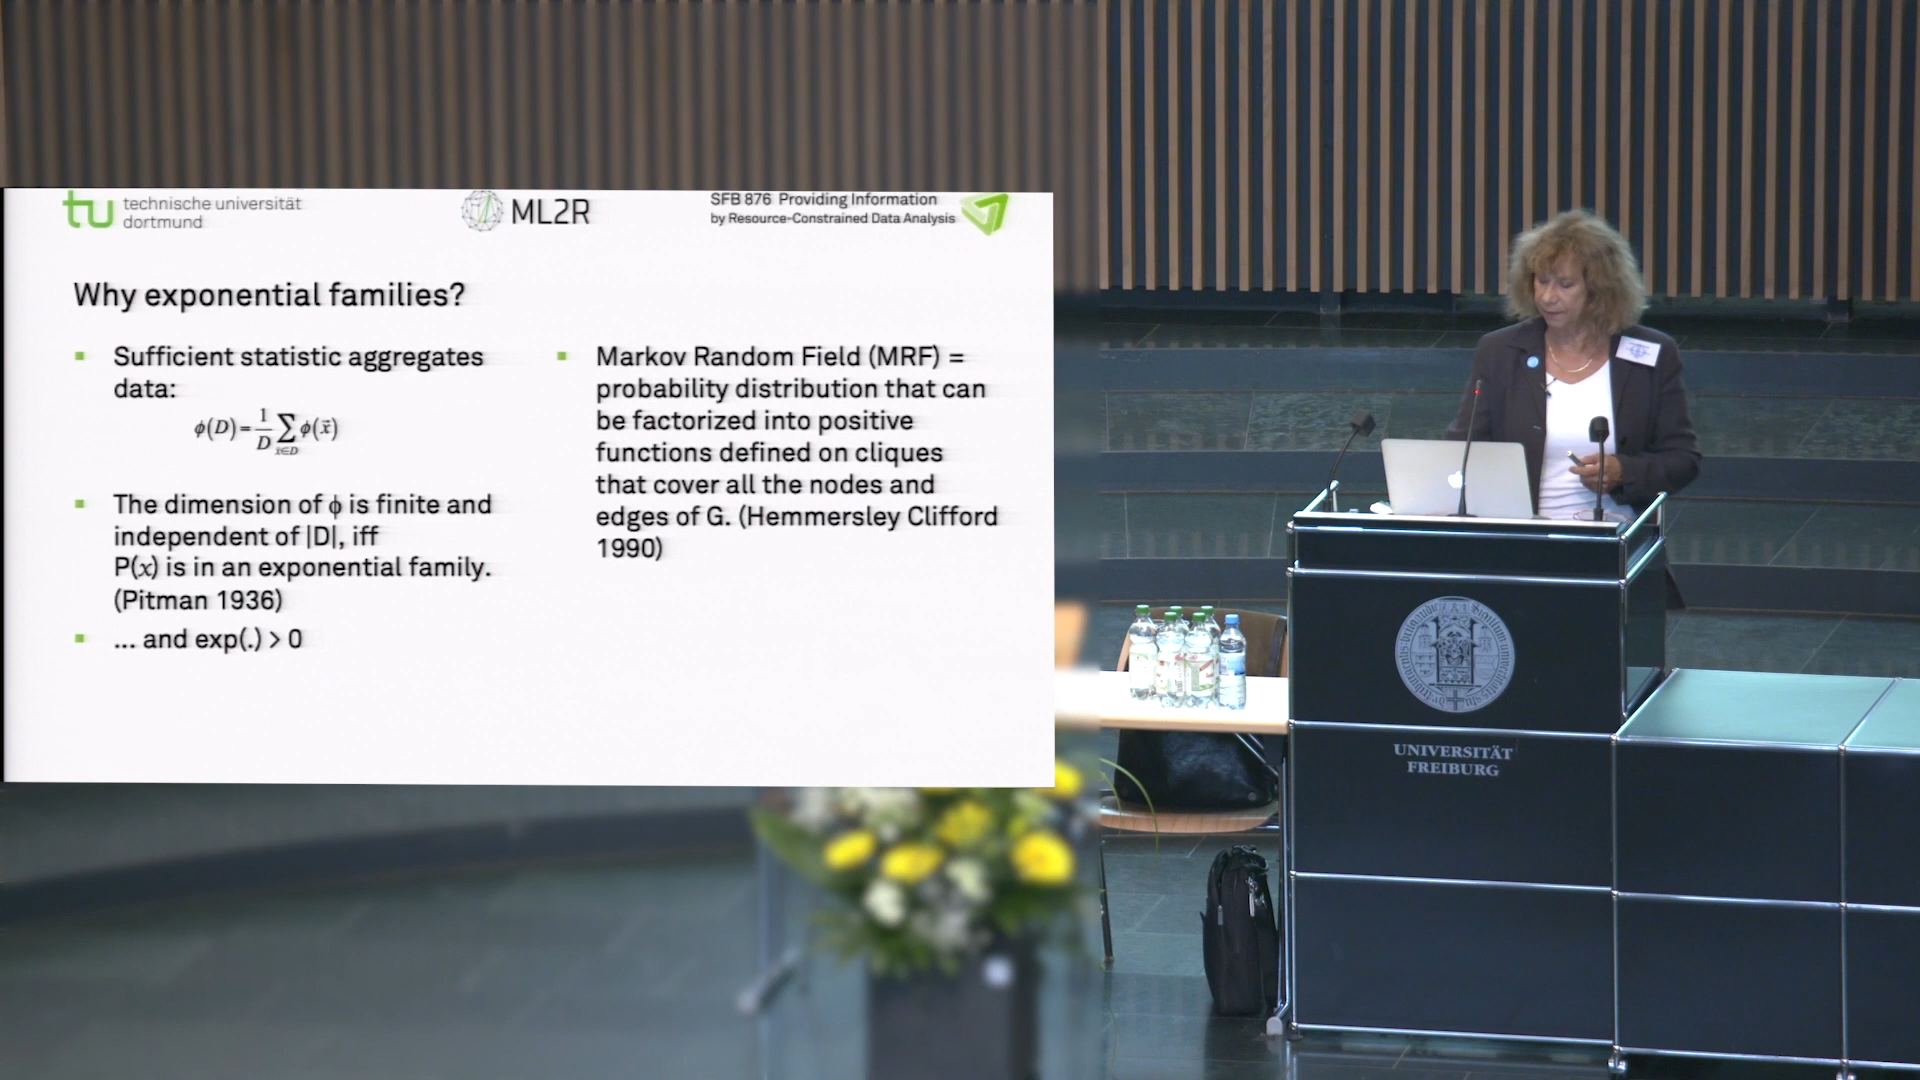 technische universität
dortmund
ML2R
SFB 876 Providing Information
by Resource-Constrained Data Analysis
Why exponential families?
Sufficient statistic aggregates
data:
ϕ(D)=1/D ∑ x⃗∈D ϕ(x⃗)
The dimension of ϕ is finite and
independent of |D|, iff
P(x) is in an exponential family.
(Pitman 1936)
... and exp(.) > 0
Markov Random Field (MRF) =
probability distribution that can
be factorized into positive
functions defined on cliques
that cover all the nodes and
edges of G. (Hemmersley Clifford
1990)
UNIVERSITÄT
FREIBURG